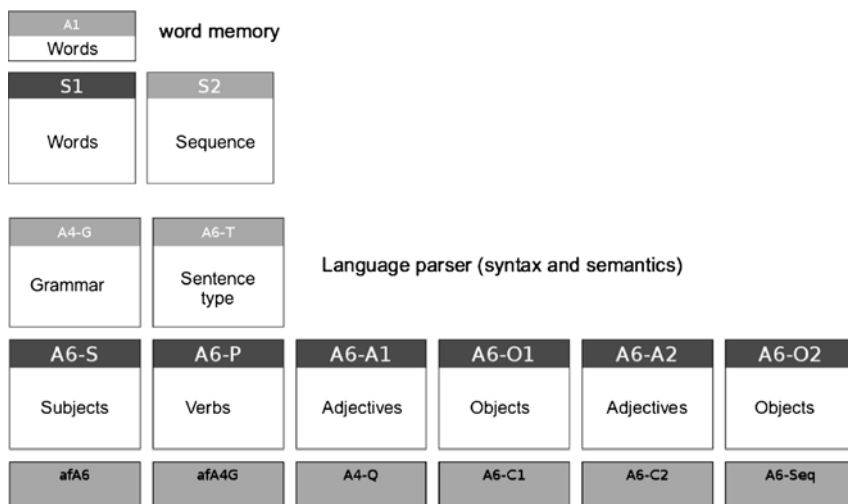 A1
Words
word memory
S1
S2
Words
Sequence
A4-G
A6-T
Grammar
Sentence
type
Language parser (syntax and semantics)
A6-S
A6-P
A6-A1
A6-O1
A6-A2
A6-O2
Subjects
Verbs
Adjectives
Objects
Adjectives
Objects
afA6
afA4G
A4-Q
A6-C1
A6-C2
A6-Seq